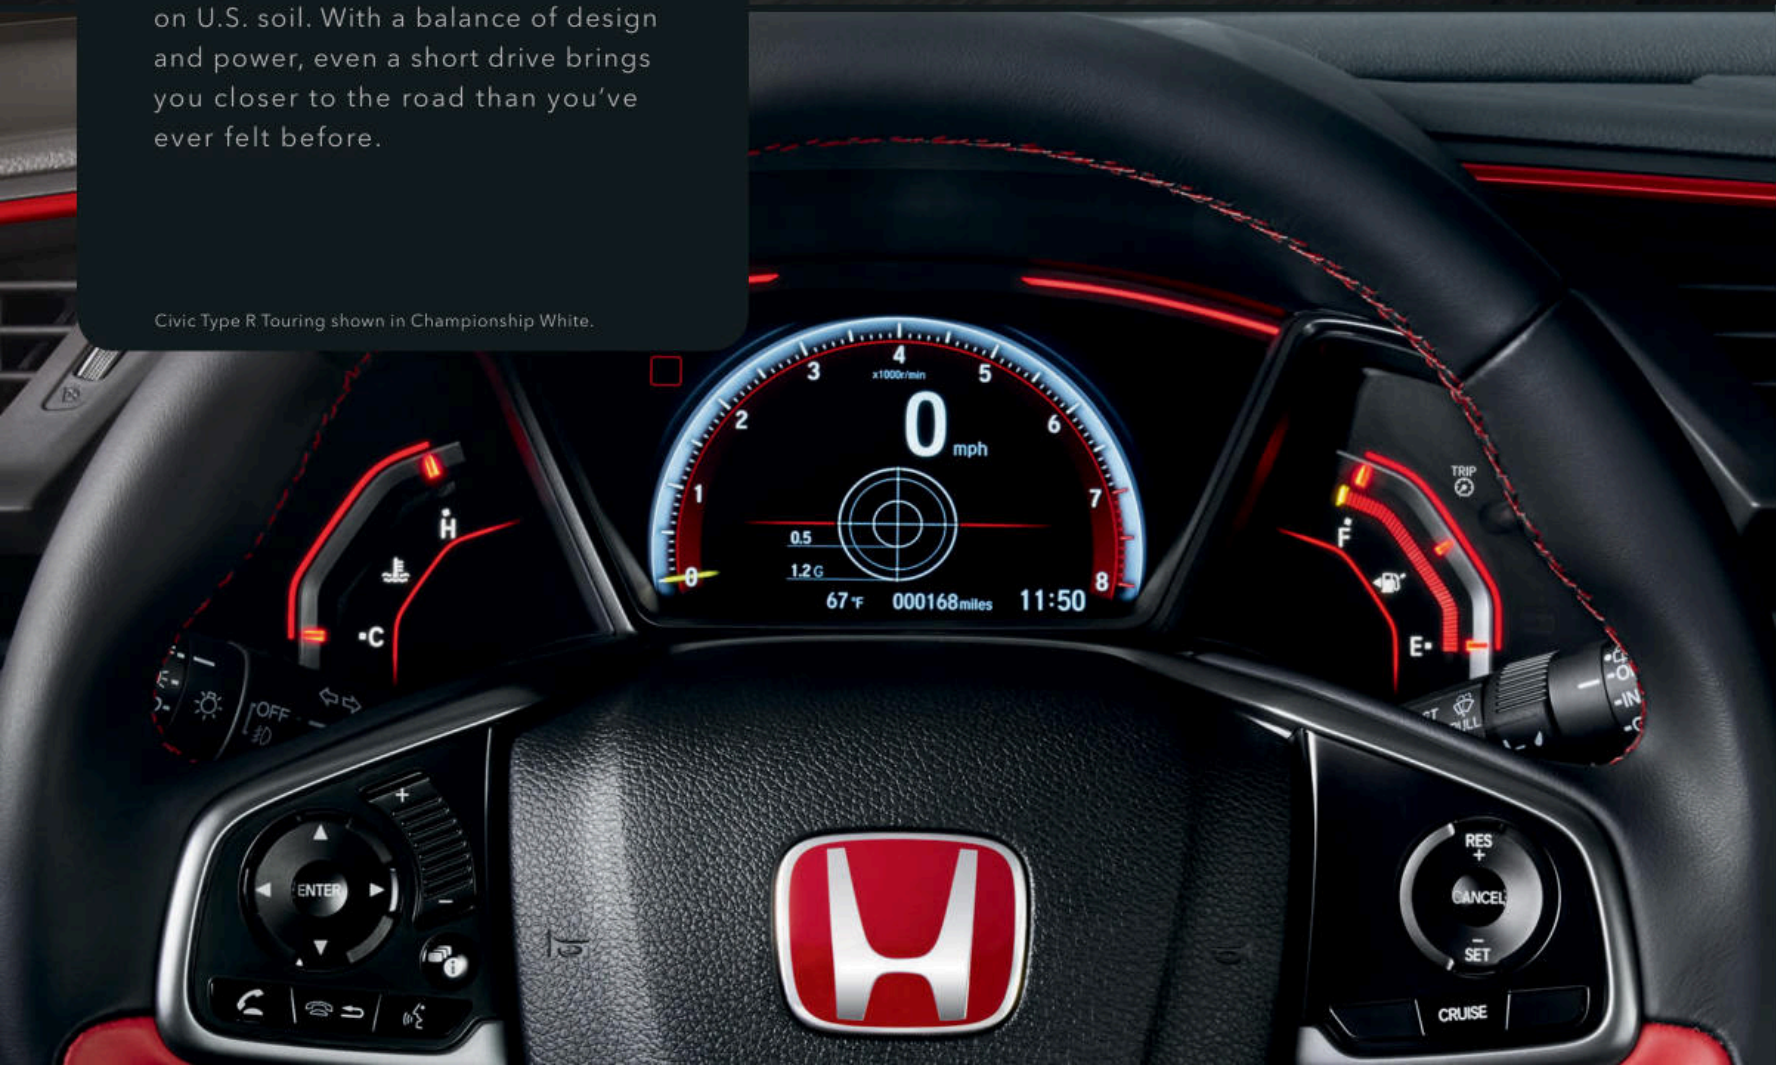 on U.S. soil. With a balance of design
and power, even a short drive brings
you closer to the road than you've
ever felt before.
Civic Type R Touring shown in Championship White.
4
3
x1000r/min
5
2
0
mph
6
1
7
0.5
1.2 G
0
8
67°F
000168 miles
11:50
H
C
TRIP
F
E
OFF
PULL
+
ENTER
-
i
RES
+
CANCEL
-
SET
CRUISE